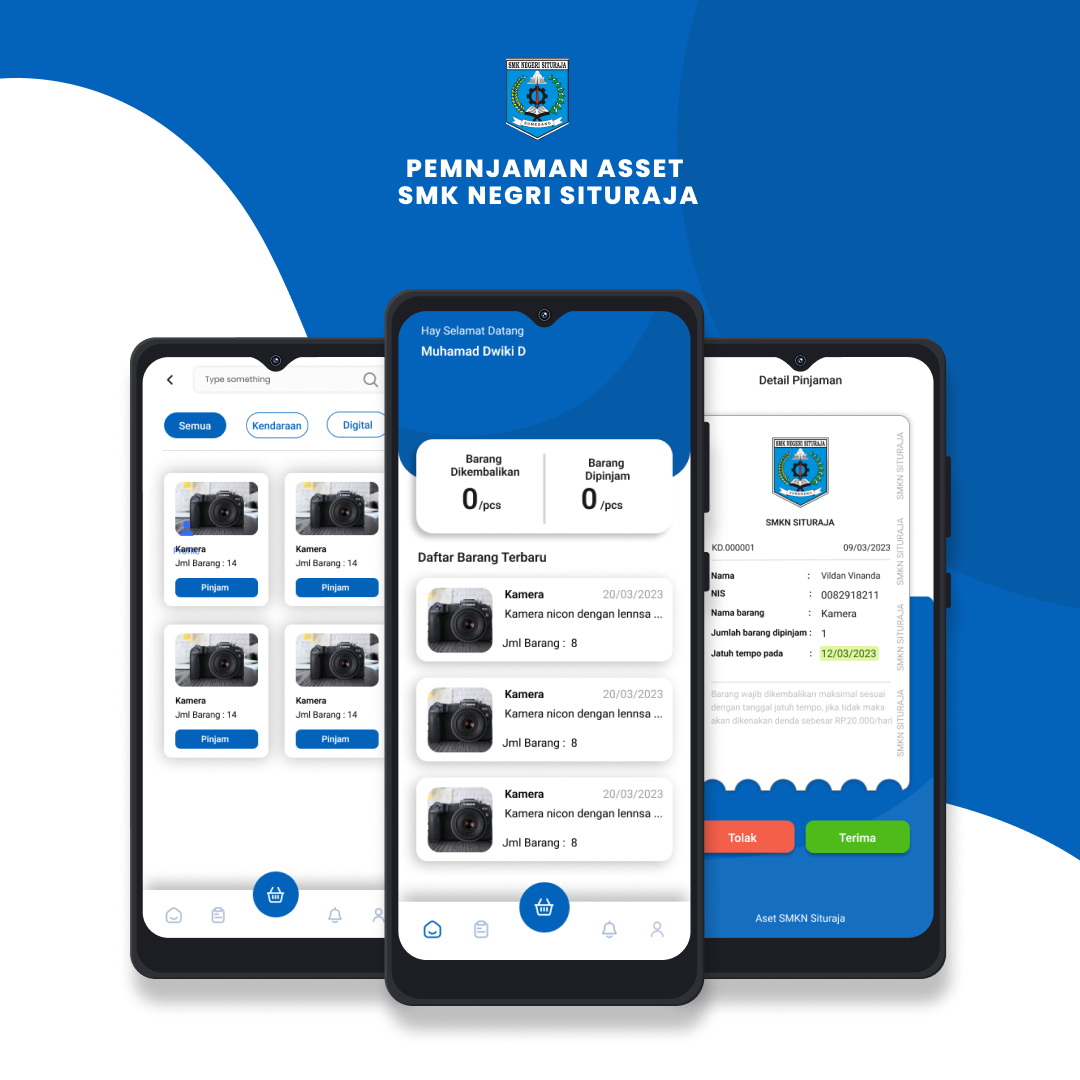 SMK NEGERI SITURAJA
SUMEDANG
PEMNJAMAN ASSET
SMK NEGRI SITURAJA
Type something
Semua
Kendaraan
Digital
Kamera
Jml Barang : 14
Pinjam
Kamera
Jml Barang : 14
Pinjam
Kamera
Jml Barang : 14
Pinjam
Kamera
Jml Barang : 14
Pinjam
Hay Selamat Datang
Muhamad Dwiki D
Barang
Dikembalikan
0/pcs
Barang
Dipinjam
0/pcs
Daftar Barang Terbaru
Kamera 20/03/2023
Kamera nicon dengan lennsa ...
Jml Barang : 8
Kamera 20/03/2023
Kamera nicon dengan lennsa ...
Jml Barang : 8
Kamera 20/03/2023
Kamera nicon dengan lennsa ...
Jml Barang : 8
Detail Pinjaman
SMK NEGERI SITURAJA
SUMEDANG
SMKN SITURAJA
KD.000001 09/03/2023
Nama : Vildan Vinanda
NIS : 0082918211
Nama barang : Kamera
Jumlah barang dipinjam : 1
Jatuh tempo pada : 12/03/2023
Barang wajib dikembalikan maksimal sesuai
dengan tanggal jatuh tempo, jika tidak maka
akan dikenakan denda sebesar RP.20.000/hari
SMKN SITURAJA
SMKN SITURAJA
SMKN SITURAJA
SMKN SITURAJA
Tolak
Terima
Aset SMKN Situraja